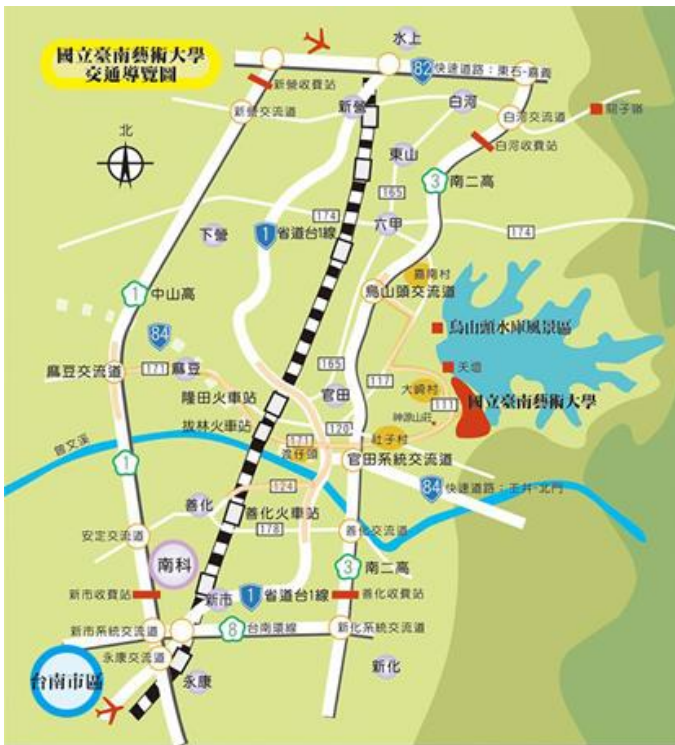 國立臺南藝術大學
交通導覽圖
水上
82
快速道路：東石-嘉義
新營收費站
新營交流道
新營
白河
白河交流道
關子嶺
白河收費站
北
東山
3
南二高
165
174
六甲
174
下營
1
省道台1線
嘉南村
烏山頭交流道
1
中山高
烏山頭水庫風景區
84
麻豆交流道
171
麻豆
165
117
天壇
官田
大崎村
111
國立臺南藝術大學
隆田火車站
拔林火車站
120
神源山莊
曾文溪
171
社子村
渡仔頭
官田系統交流道
1
124
84
快速道路：玉井-北門
善化
善化火車站
178
善化交流道
安定交流道
南科
3
南二高
新市收費站
新市
1
省道台1線
善化收費站
新市系統交流道
8
台南環線
新化系統交流道
永康交流道
台南市區
永康
新化